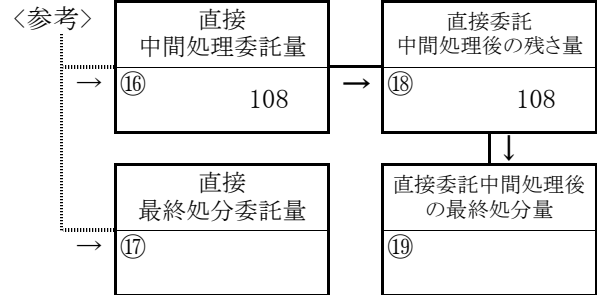 〈参考〉
直接
中間処理委託量
→ ⑯
108
→
直接委託
中間処理後の残さ量
⑱
108
↓
直接
最終処分委託量
→ ⑰
直接委託中間処理後
の最終処分量
⑲